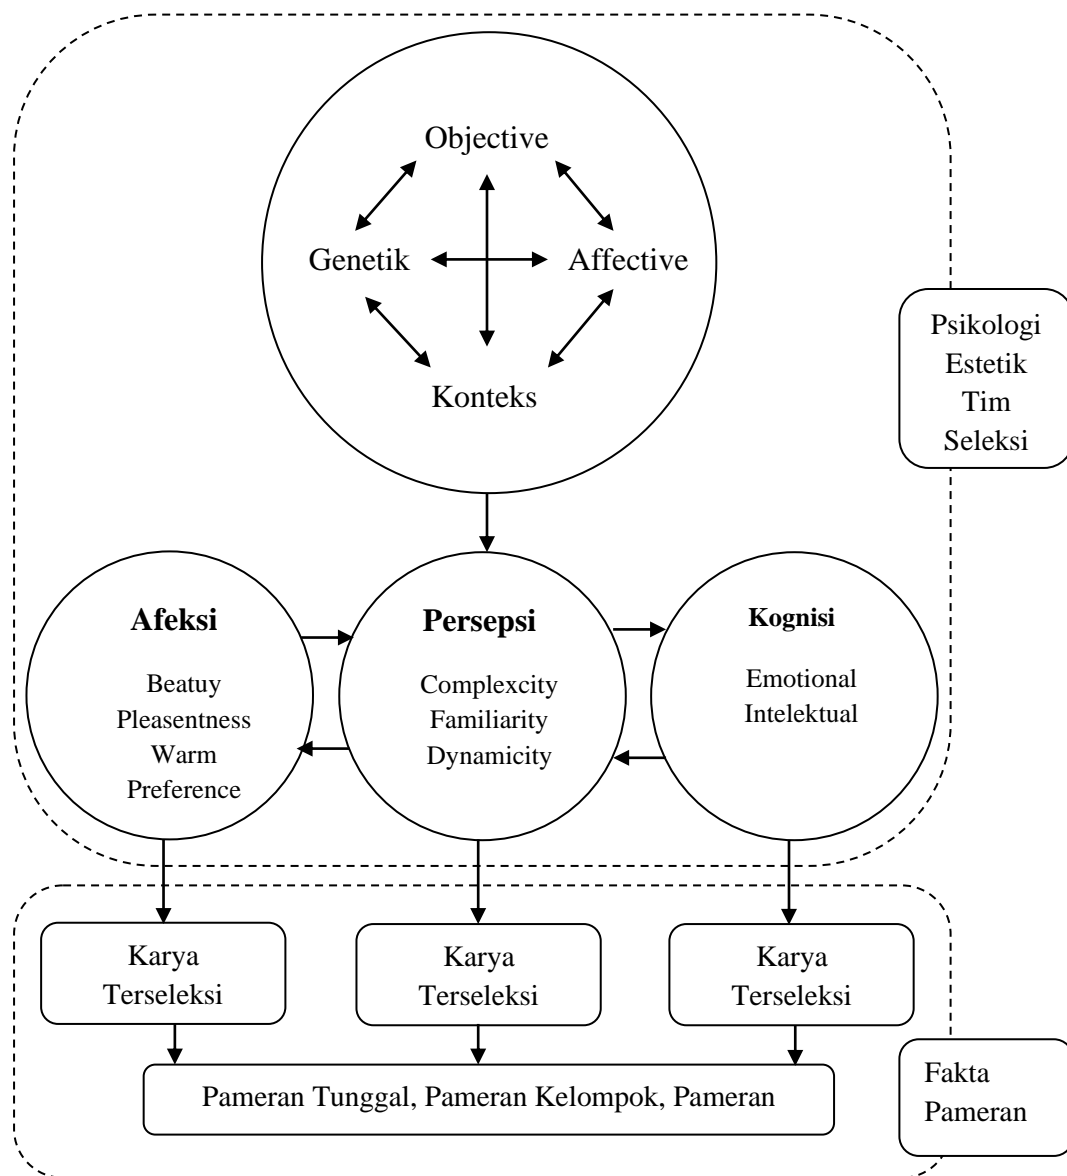 Objective
Genetik
Affective
Konteks
Psikologi
Estetik
Tim
Seleksi
Afeksi
Beatuy
Pleasentness
Warm
Preference
Persepsi
Complexcity
Familiarity
Dynamicity
Kognisi
Emotional
Intelektual
Karya
Terseleksi
Karya
Terseleksi
Karya
Terseleksi
Pameran Tunggal, Pameran Kelompok, Pameran
Fakta
Pameran